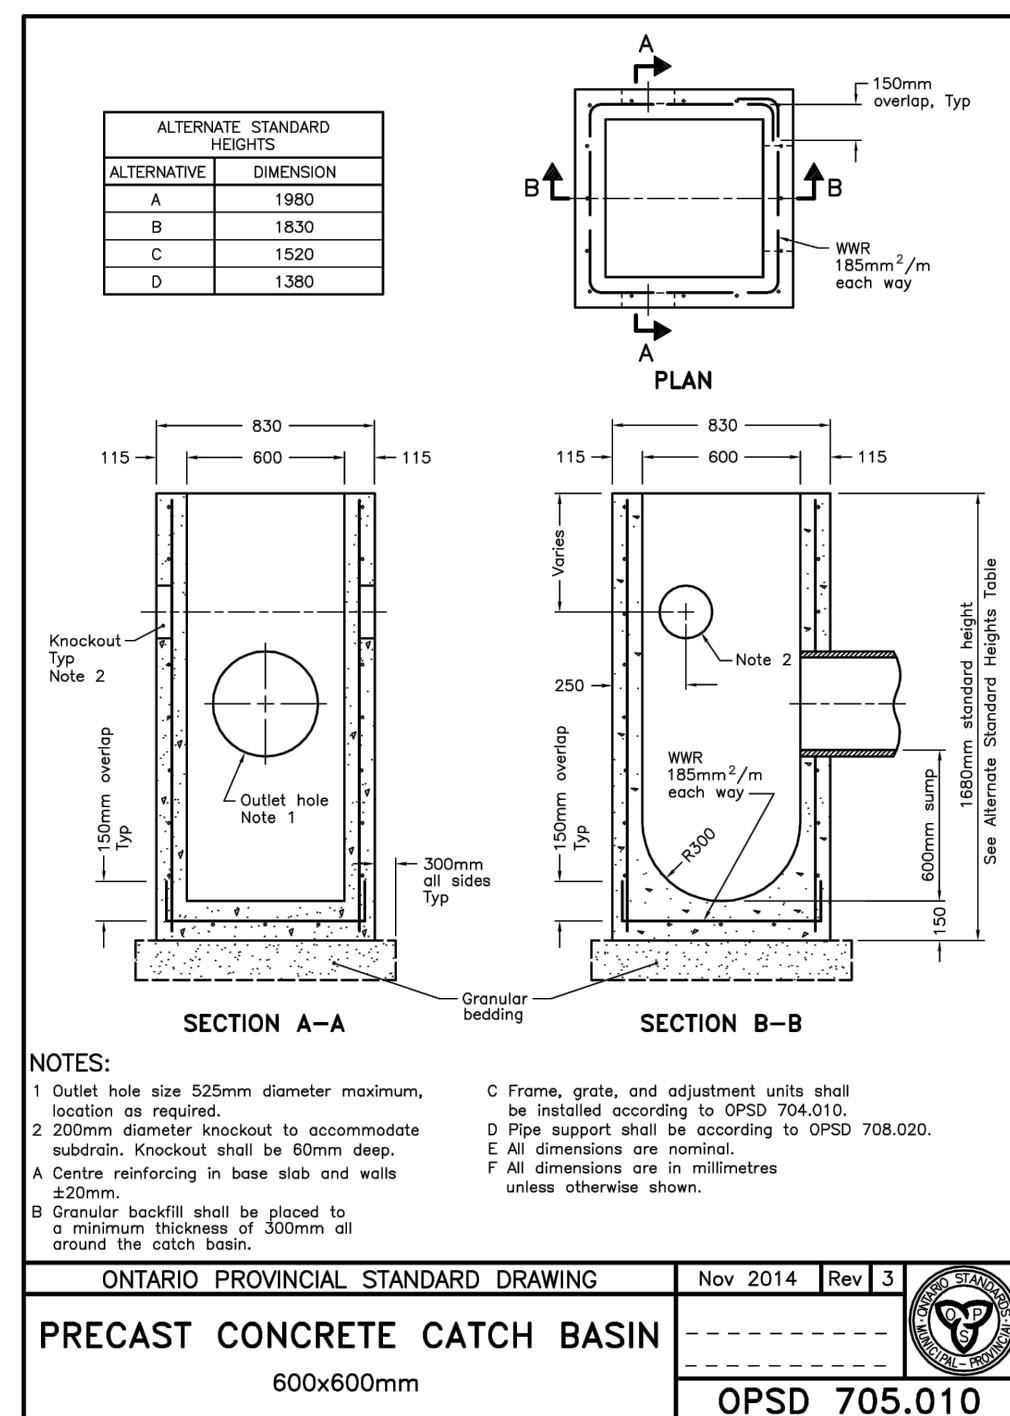 ALTERNATE STANDARD
HEIGHTS
ALTERNATIVE DIMENSION
A 1980
B 1830
C 1520
D 1380
A
150mm
overlap, Typ
B
B
WWR
185mm²/m
each way
A
PLAN
830
115 600 115
Knockout
Typ
Note 2
Outlet hole
Note 1
150mm overlap
Typ
300mm
all sides
Typ
SECTION A-A
830
115 600 115
Varies
Note 2
250
WWR
185mm²/m
each way
150mm overlap
Typ
R300
600mm sump
150
1680mm standard height
See Alternate Standard Heights Table
Granular
bedding
SECTION B-B
NOTES:
1 Outlet hole size 525mm diameter maximum,
location as required.
2 200mm diameter knockout to accommodate
subdrain. Knockout shall be 60mm deep.
A Centre reinforcing in base slab and walls
±20mm.
B Granular backfill shall be placed to
a minimum thickness of 300mm all
around the catch basin.
C Frame, grate, and adjustment units shall
be installed according to OPSD 704.010.
D Pipe support shall be according to OPSD 708.020.
E All dimensions are nominal.
F All dimensions are in millimetres
unless otherwise shown.
ONTARIO PROVINCIAL STANDARD DRAWING
Nov 2014 Rev 3
PRECAST CONCRETE CATCH BASIN
600x600mm
ONTARIO STANDARDS
MUNICIPAL-PROVINCIAL
O P
S
OPSD 705.010